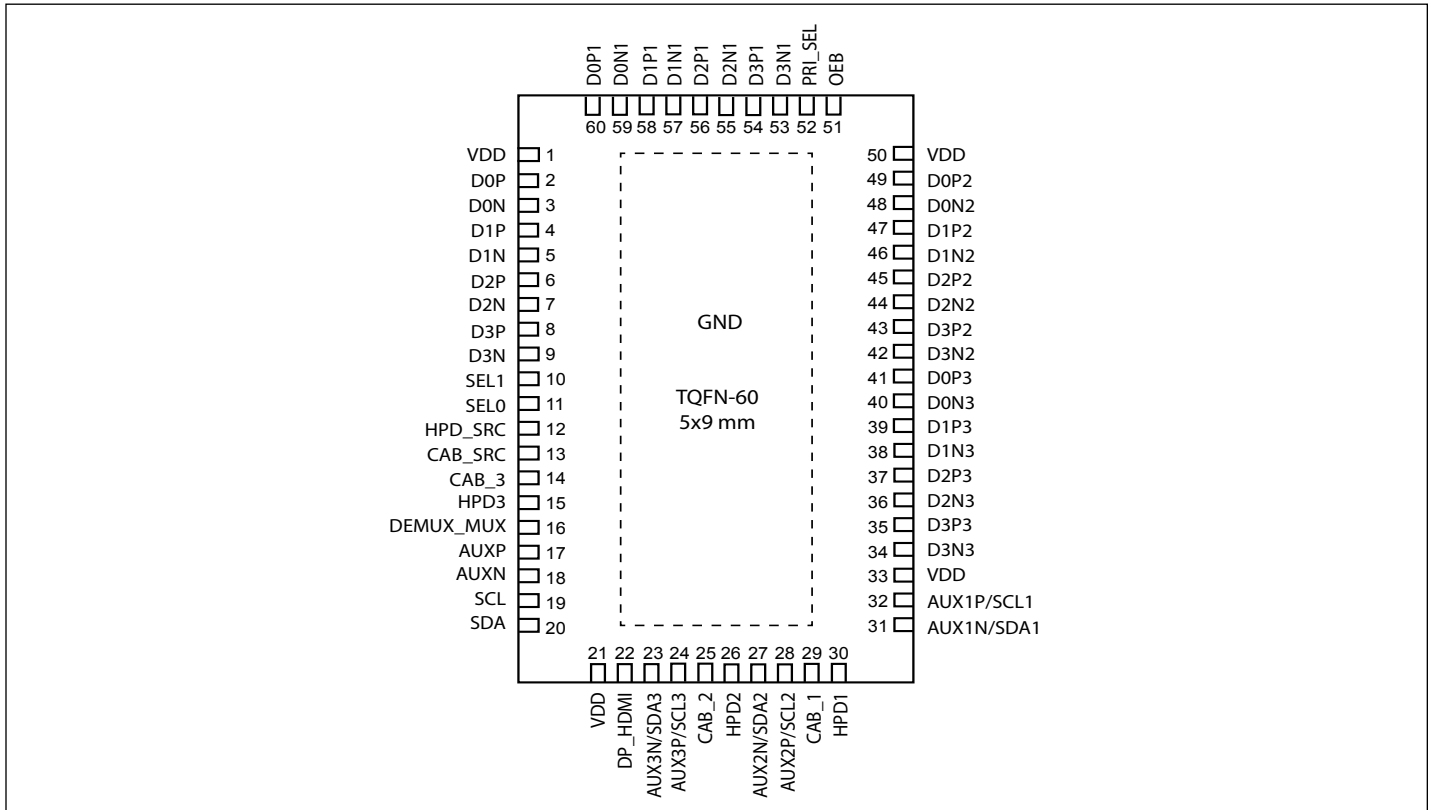 D0P1
D0N1
D1P1
D1N1
D2P1
D2N1
D3P1
D3N1
PRI_SEL
OEB
60 59 58 57 56 55 54 53 52 51
VDD 1
D0P 2
D0N 3
D1P 4
D1N 5
D2P 6
D2N 7
D3P 8
D3N 9
SEL1 10
SEL0 11
HPD_SRC 12
CAB_SRC 13
CAB_3 14
HPD3 15
DEMUX_MUX 16
AUXP 17
AUXN 18
SCL 19
SDA 20
GND
TQFN-60
5x9 mm
50 VDD
49 D0P2
48 D0N2
47 D1P2
46 D1N2
45 D2P2
44 D2N2
43 D3P2
42 D3N2
41 D0P3
40 D0N3
39 D1P3
38 D1N3
37 D2P3
36 D2N3
35 D3P3
34 D3N3
33 VDD
32 AUX1P/SCL1
31 AUX1N/SDA1
21 22 23 24 25 26 27 28 29 30
VDD
DP_HDMI
AUX3N/SDA3
AUX3P/SCL3
CAB_2
HPD2
AUX2N/SDA2
AUX2P/SCL2
CAB_1
HPD1